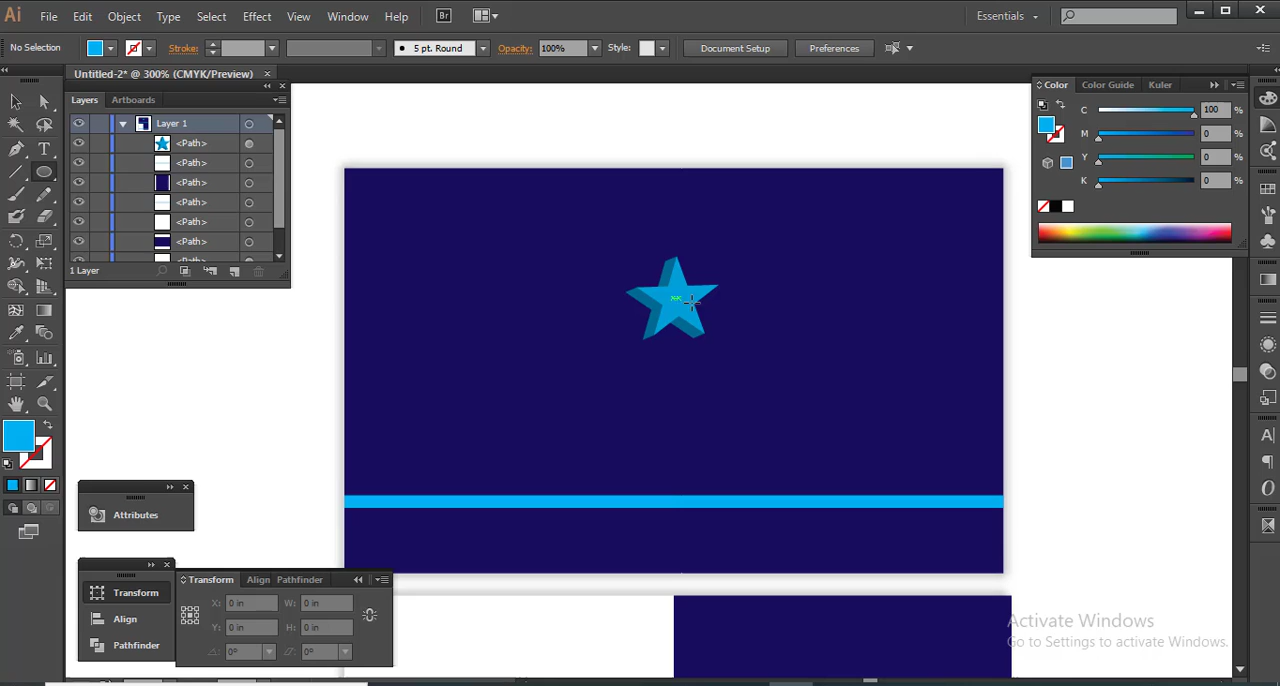 Ai File Edit Object Type Select Effect View Window Help Br Essentials
No Selection Stroke: 5 pt. Round Opacity: 100% Style: Document Setup Preferences
Untitled-2* @ 300% (CMYK/Preview)
Layers Artboards
Layer 1
<Path>
<Path>
<Path>
<Path>
<Path>
<Path>
1 Layer
Color Color Guide Kuler
C 100 %
M 0 %
Y 0 %
K 0 %
Attributes
Transform
Align
Pathfinder
Transform Align Pathfinder
X: 0 in W: 0 in
Y: 0 in H: 0 in
0° 0°
Activate Windows
Go to Settings to activate Windows.